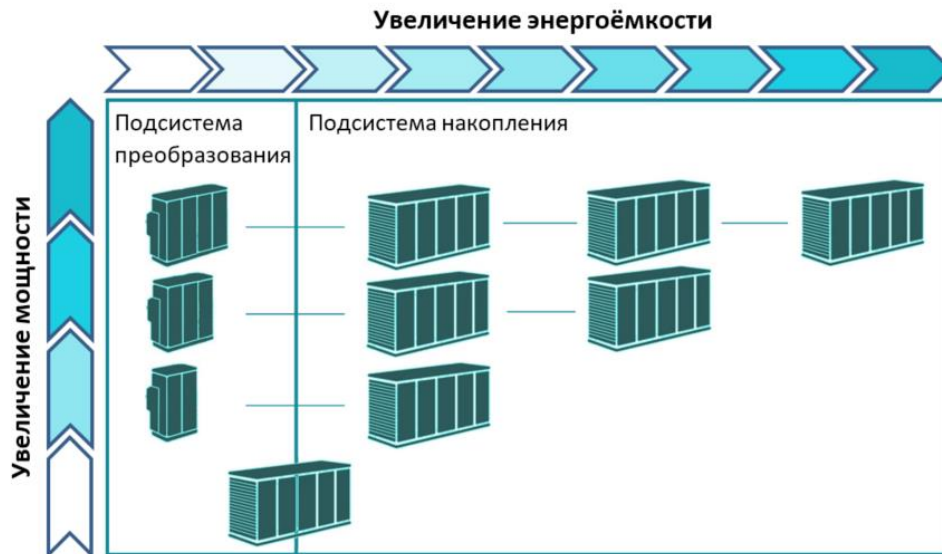 Увеличение энергоёмкости
Увеличение мощности
Подсистема
преобразования
Подсистема накопления